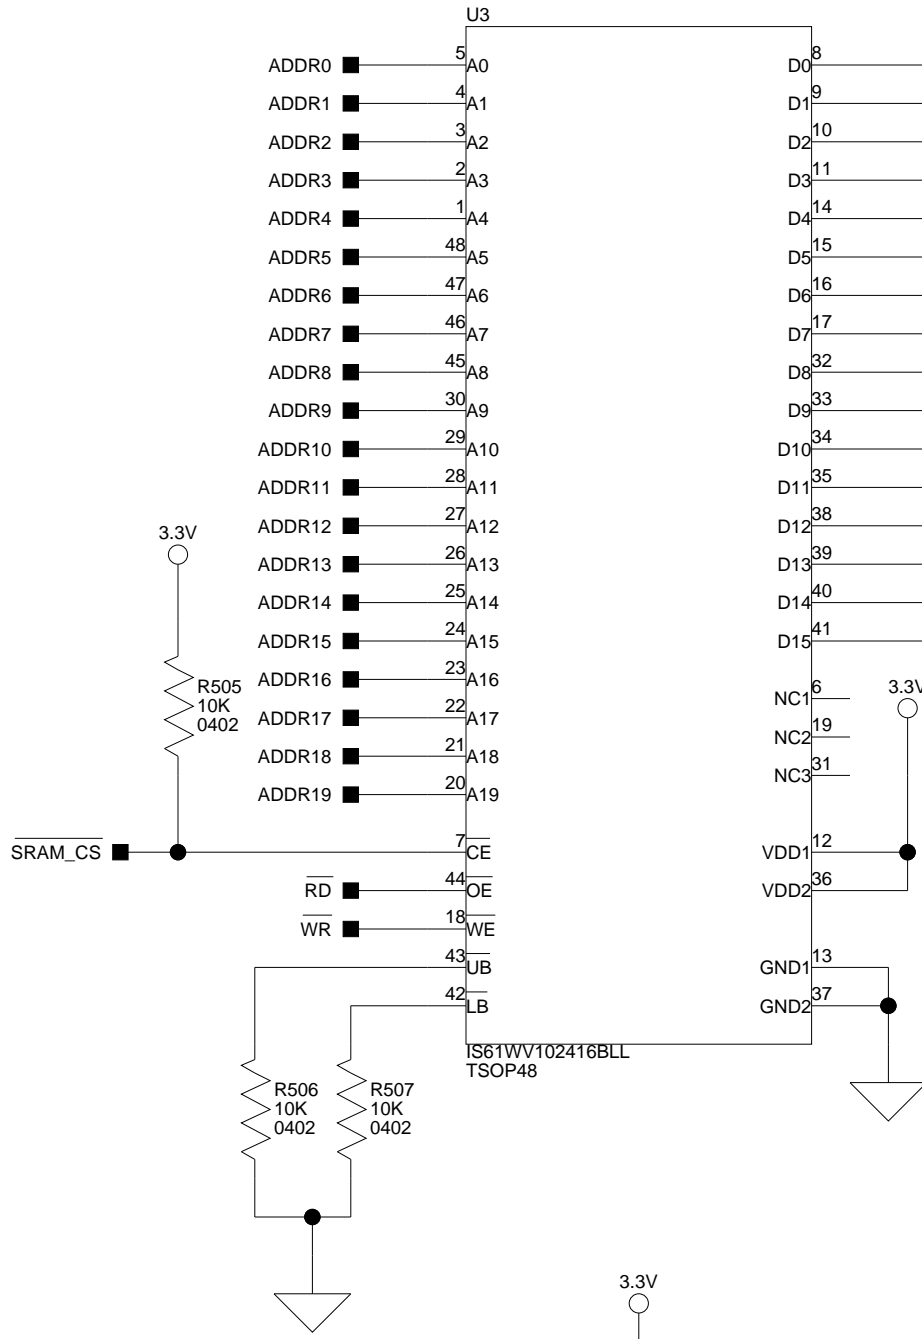 U3
ADDR0 5 A0 D0 8
ADDR1 4 A1 D1 9
ADDR2 3 A2 D2 10
ADDR3 2 A3 D3 11
ADDR4 1 A4 D4 14
ADDR5 48 A5 D5 15
ADDR6 47 A6 D6 16
ADDR7 46 A7 D7 17
ADDR8 45 A8 D8 32
ADDR9 30 A9 D9 33
ADDR10 29 A10 D10 34
ADDR11 28 A11 D11 35
ADDR12 27 A12 D12 38
3.3V
ADDR13 26 A13 D13 39
ADDR14 25 A14 D14 40
ADDR15 24 A15 D15 41
ADDR16 23 A16
R505
10K
0402
NC1 6
3.3V
ADDR17 22 A17
NC2 19
ADDR18 21 A18
NC3 31
ADDR19 20 A19
SRAM_CS 7 CE VDD1 12
RD 44 OE VDD2 36
WR 18 WE
43 UB GND1 13
42 LB GND2 37
IS61WV102416BLL
TSOP48
R506
10K
0402
R507
10K
0402
3.3V